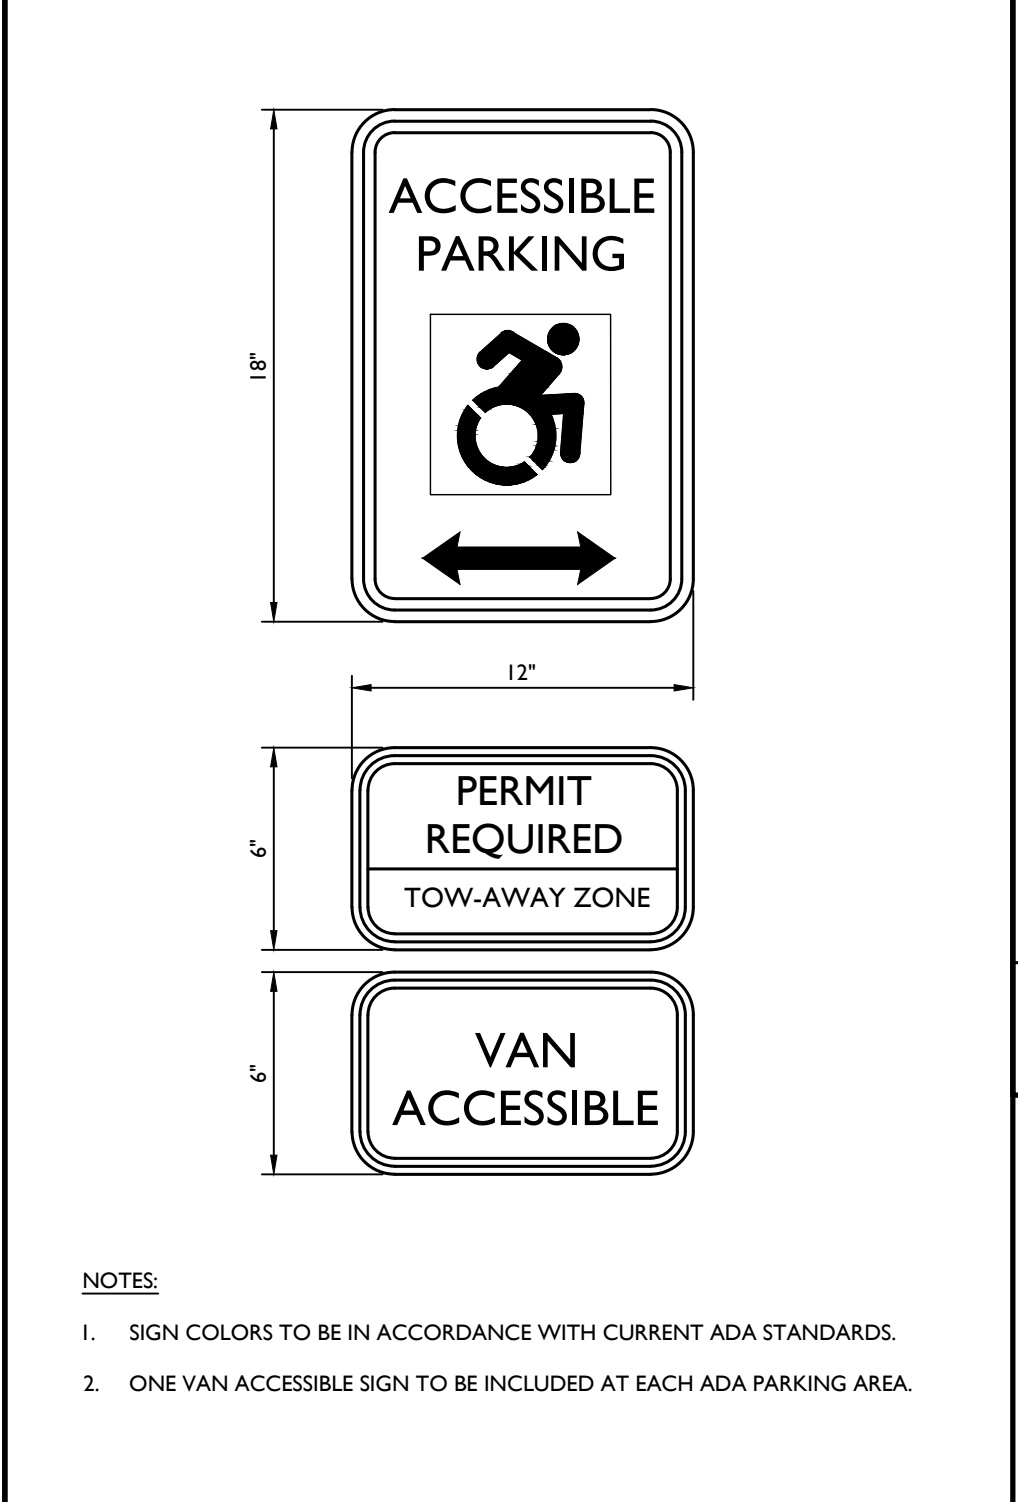 ACCESSIBLE
PARKING
18"
12"
PERMIT
REQUIRED
6"
TOW-AWAY ZONE
VAN
6"
ACCESSIBLE
NOTES:
1. SIGN COLORS TO BE IN ACCORDANCE WITH CURRENT ADA STANDARDS.
2. ONE VAN ACCESSIBLE SIGN TO BE INCLUDED AT EACH ADA PARKING AREA.